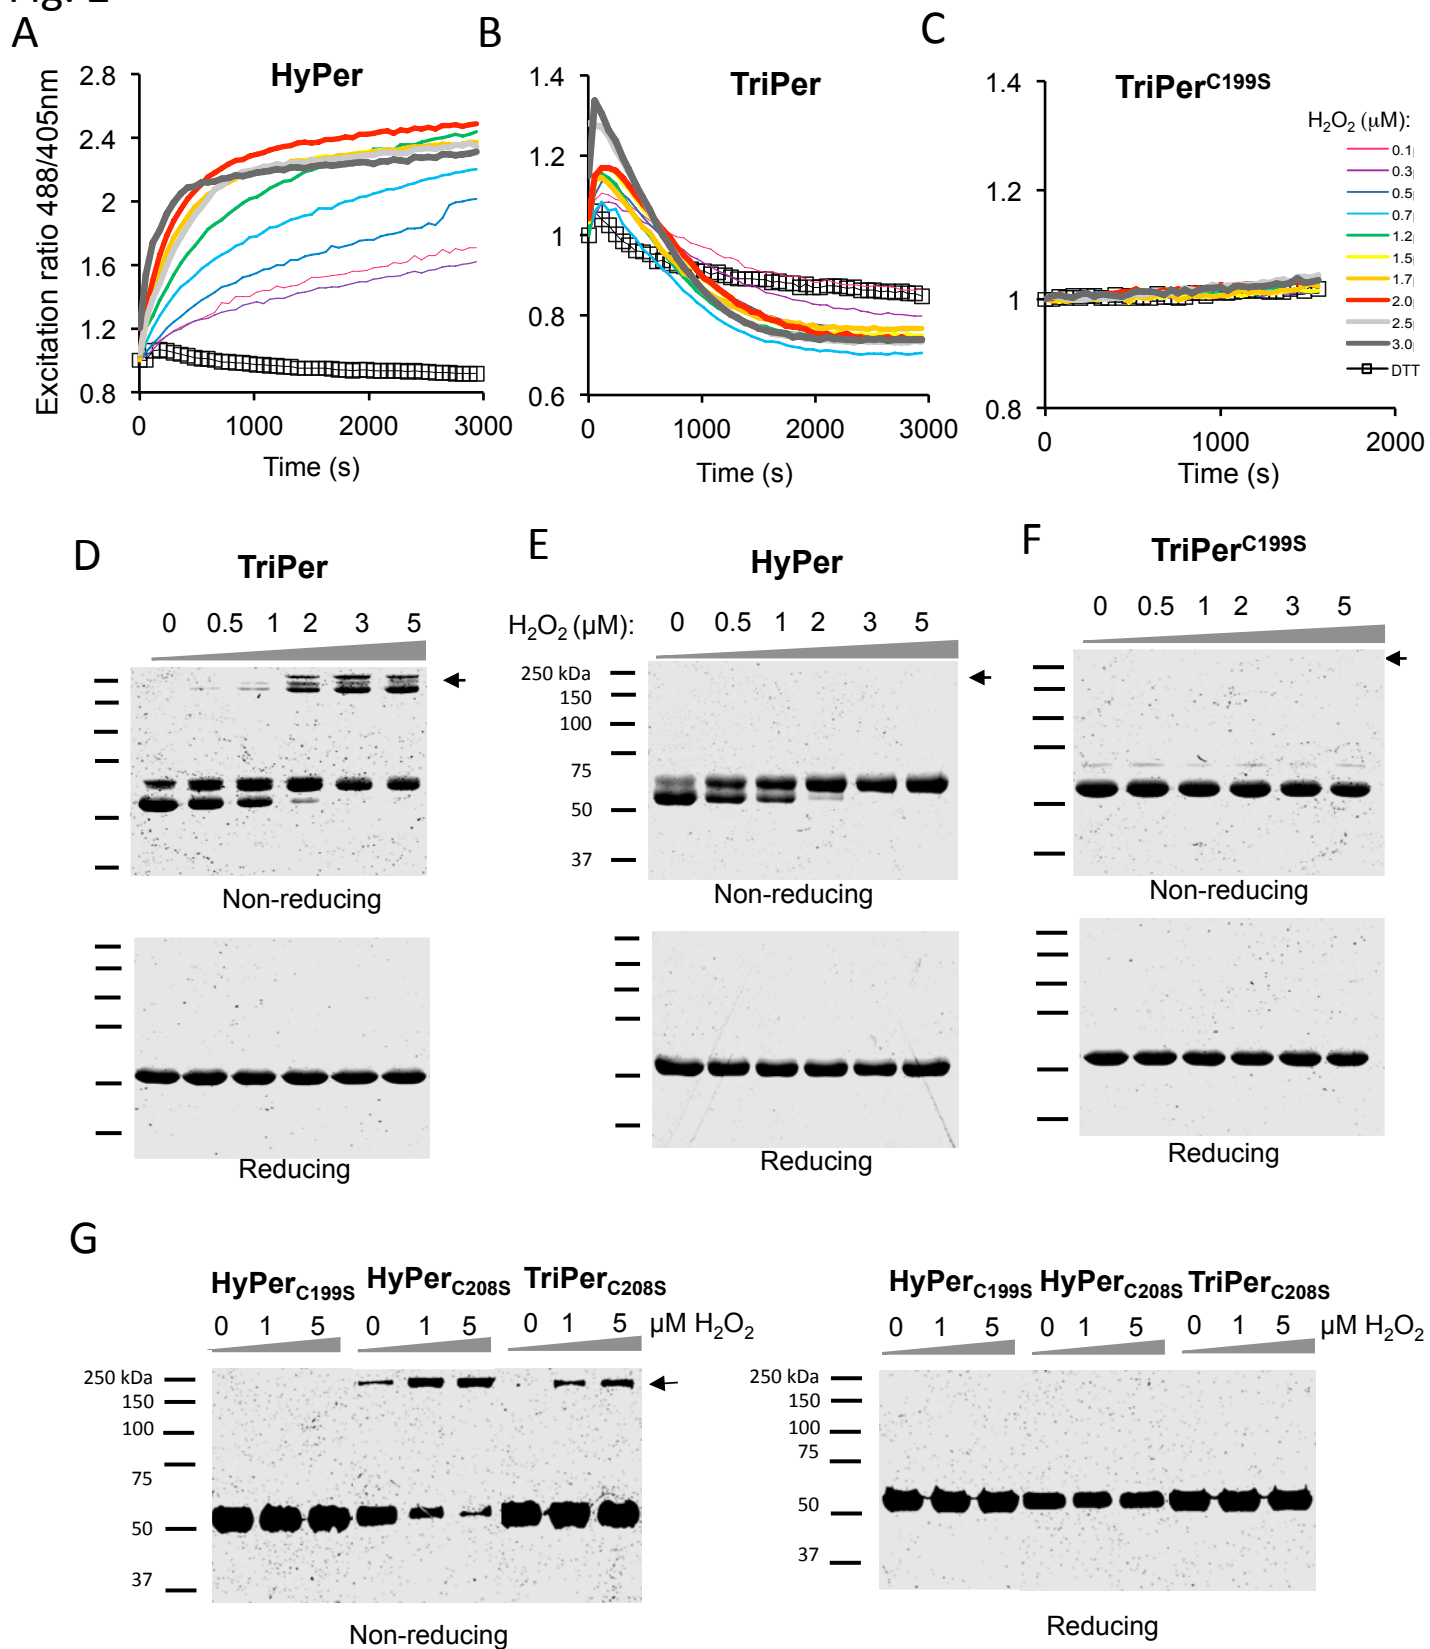 A
B
C
HyPer
TriPer
TriPerC199S
Excitation ratio 488/405nm
2.8
2.4
2
1.6
1.2
0.8
0 1000 2000 3000
Time (s)
1.4
1.2
1
0.8
0.6
0 1000 2000 3000
Time (s)
1.4
1.2
1
0.8
0 1000 2000
Time (s)
H2O2 (µM):
0.1
0.3
0.5
0.7
1.2
1.5
1.7
2.0
2.5
3.0
DTT
D
TriPer
0 0.5 1 2 3 5
Non-reducing
Reducing
E
HyPer
H2O2 (µM): 0 0.5 1 2 3 5
250 kDa
150
100
75
50
37
Non-reducing
Reducing
F
TriPerC199S
0 0.5 1 2 3 5
Non-reducing
Reducing
G
HyPerC199S HyPerC208S TriPerC208S
0 1 5 0 1 5 0 1 5 µM H2O2
250 kDa
150
100
75
50
37
Non-reducing
HyPerC199S HyPerC208S TriPerC208S
0 1 5 0 1 5 0 1 5 µM H2O2
250 kDa
150
100
75
50
37
Reducing